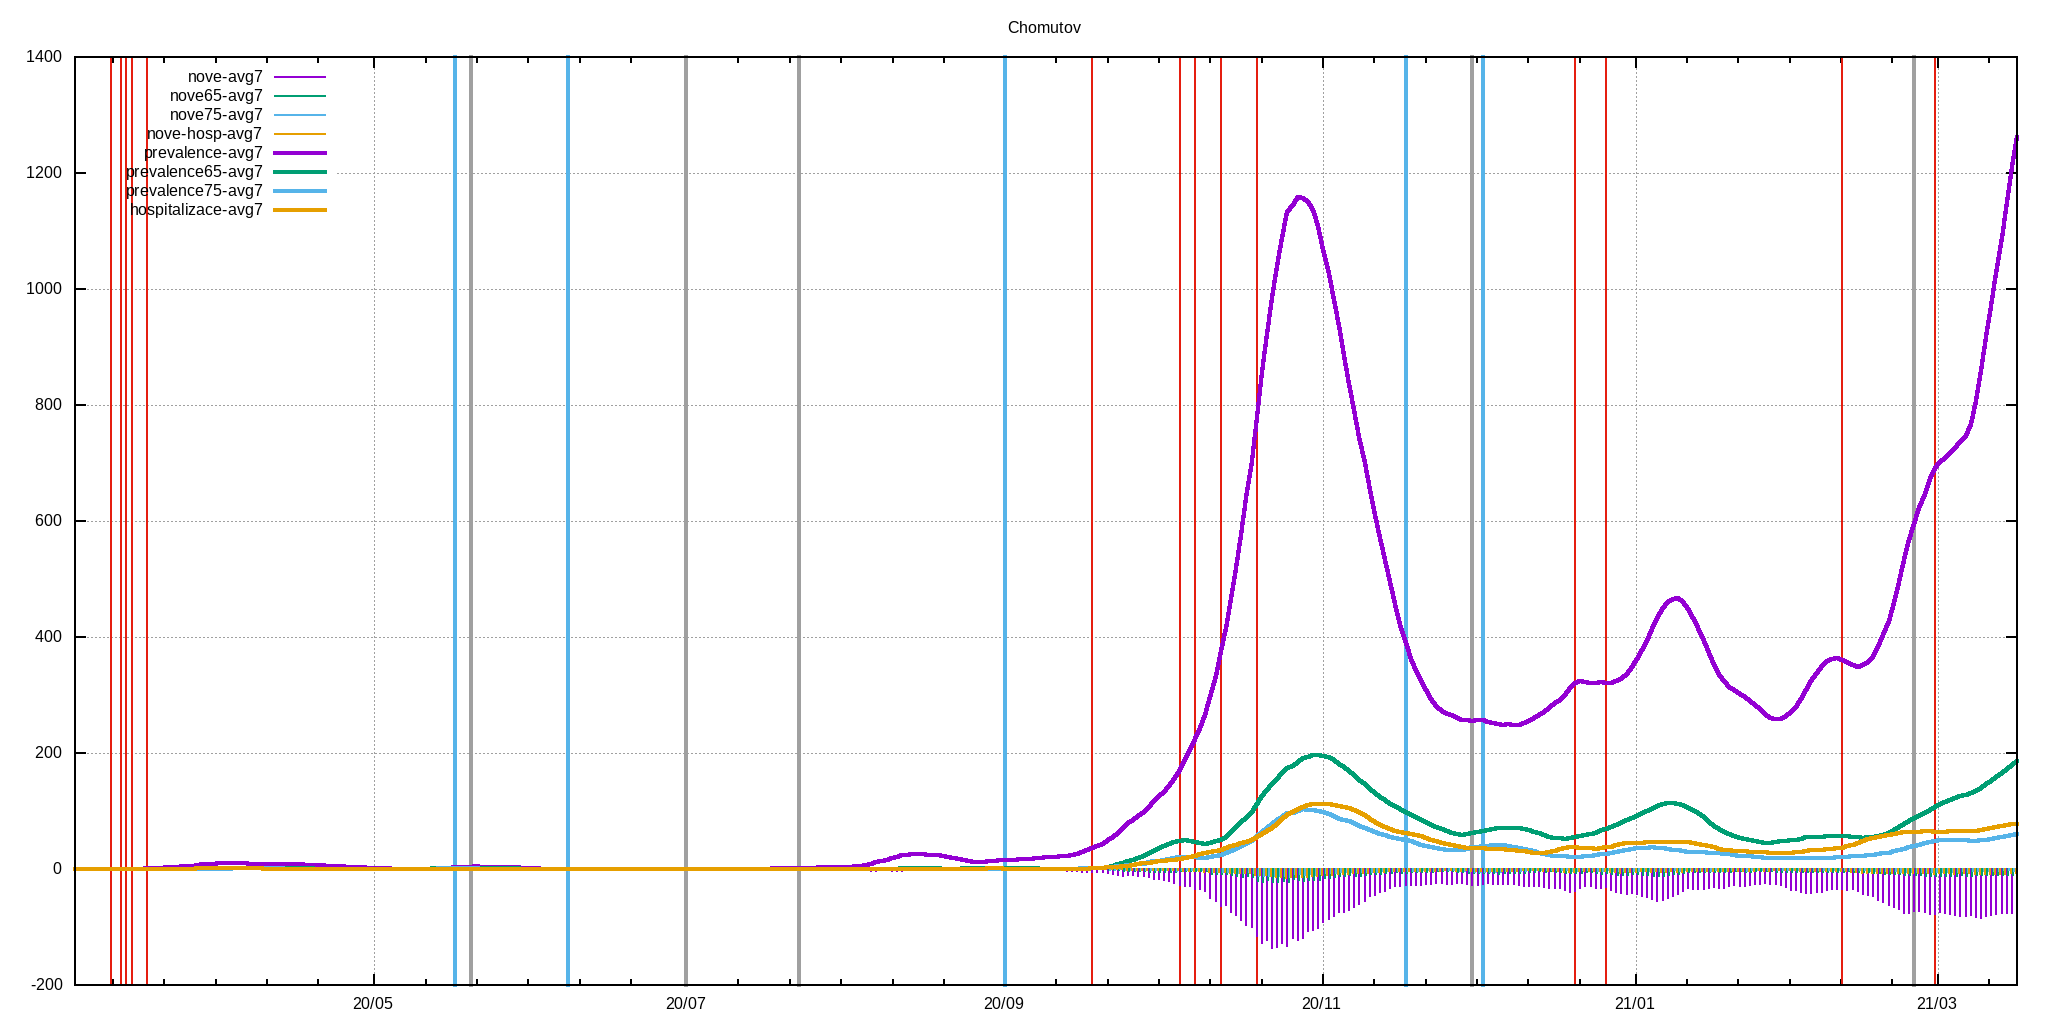 Chomutov
1400
1200
1000
800
600
400
200
0
-200
nove-avg7
nove65-avg7
nove75-avg7
nove-hosp-avg7
prevalence-avg7
prevalence65-avg7
prevalence75-avg7
hospitalizace-avg7
20/05 20/07 20/09 20/11 21/01 21/03